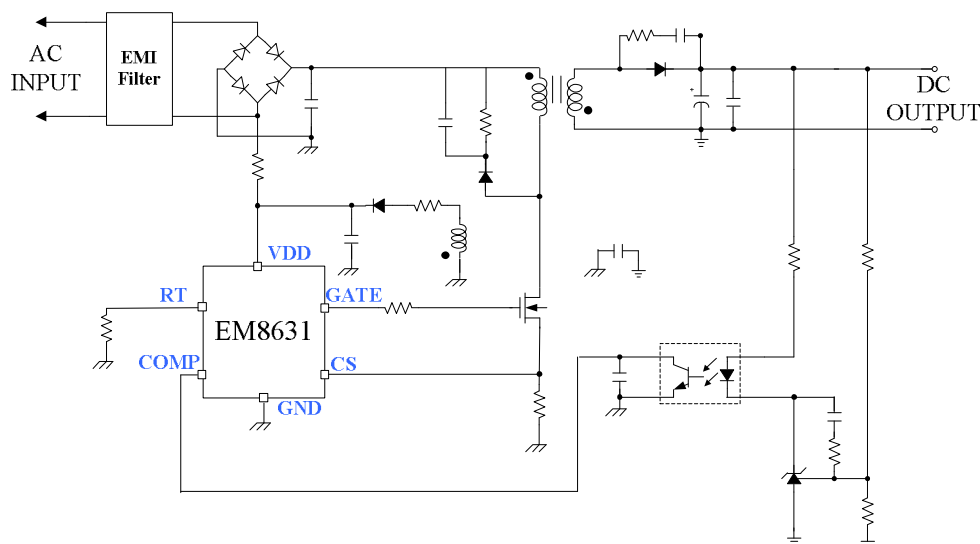 AC
INPUT
EMI
Filter
+
DC
OUTPUT
VDD
RT
GATE
EM8631
COMP
CS
GND